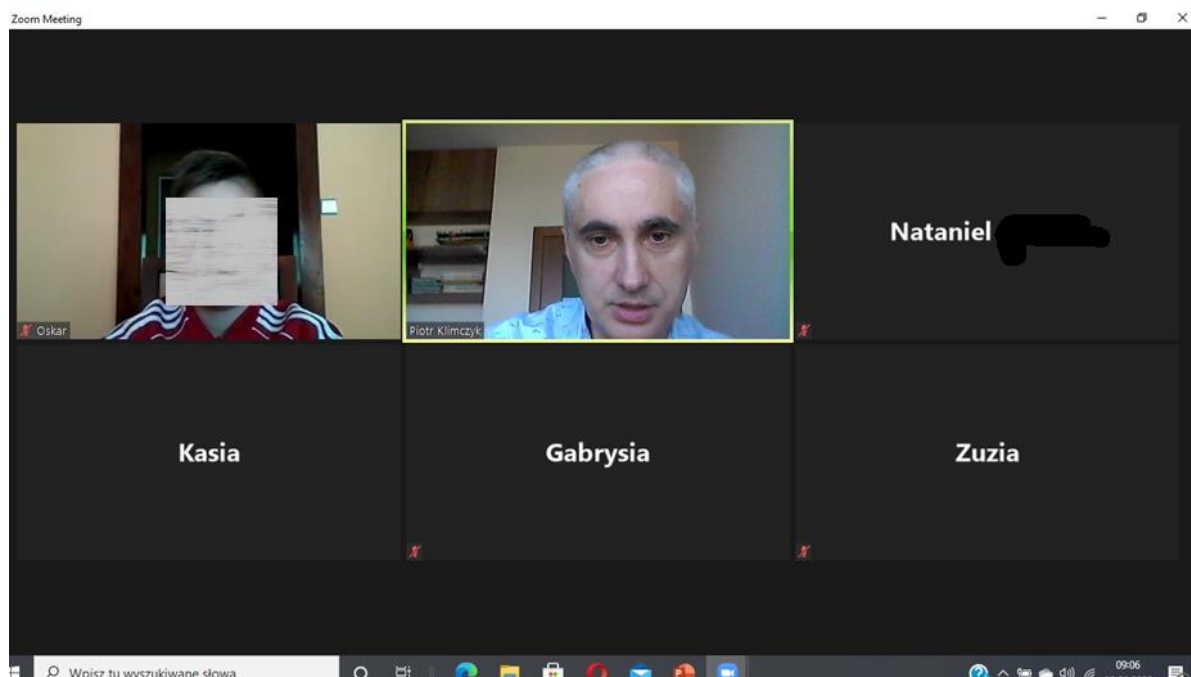 Zoom Meeting
Oskar
Piotr Klimczyk
Nataniel
Kasia
Gabrysia
Zuzia
Wpisz tu wyszukiwane słowa
09:06